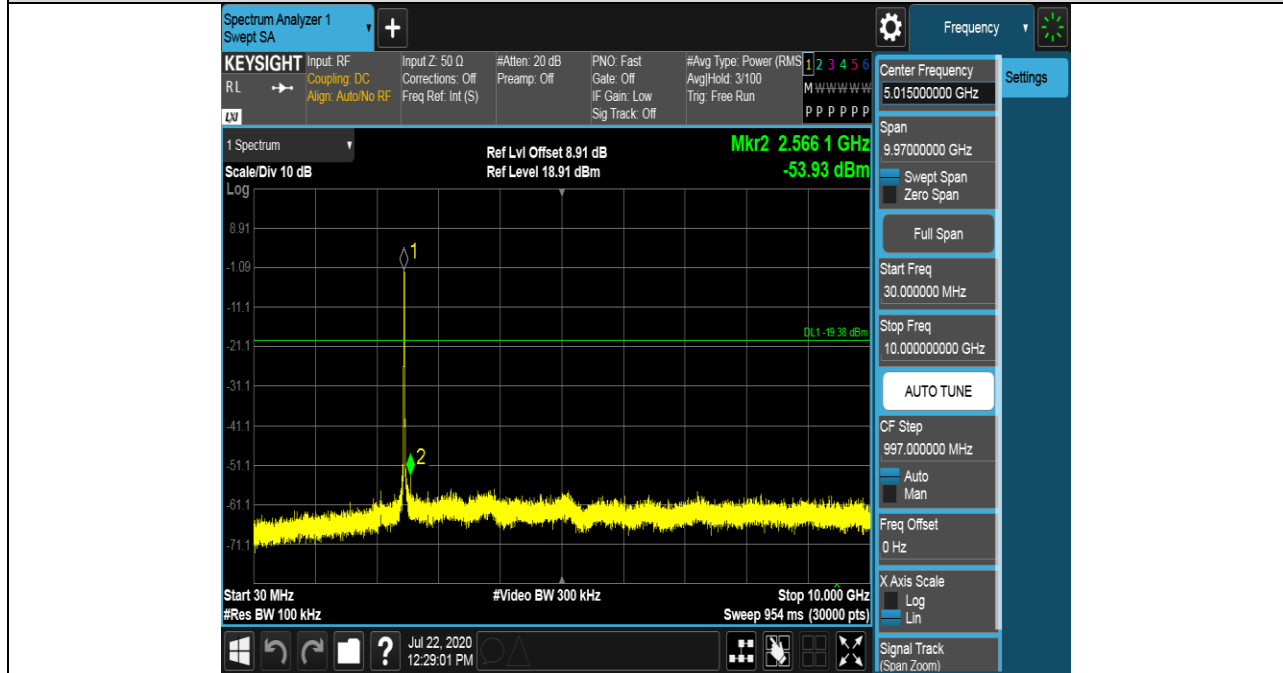 Spectrum Analyzer 1
Swept SA
+
Frequency
KEYSIGHT
RL
LXI
Input: RF
Coupling: DC
Align: Auto/No RF
Input Z: 50 Ω
Corrections: Off
Freq Ref: Int (S)
#Atten: 20 dB
Preamp: Off
PNO: Fast
Gate: Off
IF Gain: Low
Sig Track: Off
#Avg Type: Power (RMS
Avg|Hold: 3/100
Trig: Free Run
1 2 3 4 5 6
M W W W W W
P P P P P P
1 Spectrum
Scale/Div 10 dB
Log
Ref Lvl Offset 8.91 dB
Ref Level 18.91 dBm
Mkr2 2.566 1 GHz
-53.93 dBm
8.91
1
-1.09
-11.1
DL1 -19.38 dBm
-21.1
-31.1
-41.1
2
-51.1
-61.1
-71.1
Start 30 MHz
#Res BW 100 kHz
#Video BW 300 kHz
Stop 10.000 GHz
Sweep 954 ms (30000 pts)
?
Jul 22, 2020
12:29:01 PM
Center Frequency
5.015000000 GHz
Settings
Span
9.97000000 GHz
Swept Span
Zero Span
Full Span
Start Freq
30.000000 MHz
Stop Freq
10.000000000 GHz
AUTO TUNE
CF Step
997.000000 MHz
Auto
Man
Freq Offset
0 Hz
X Axis Scale
Log
Lin
Signal Track
(Span Zoom)